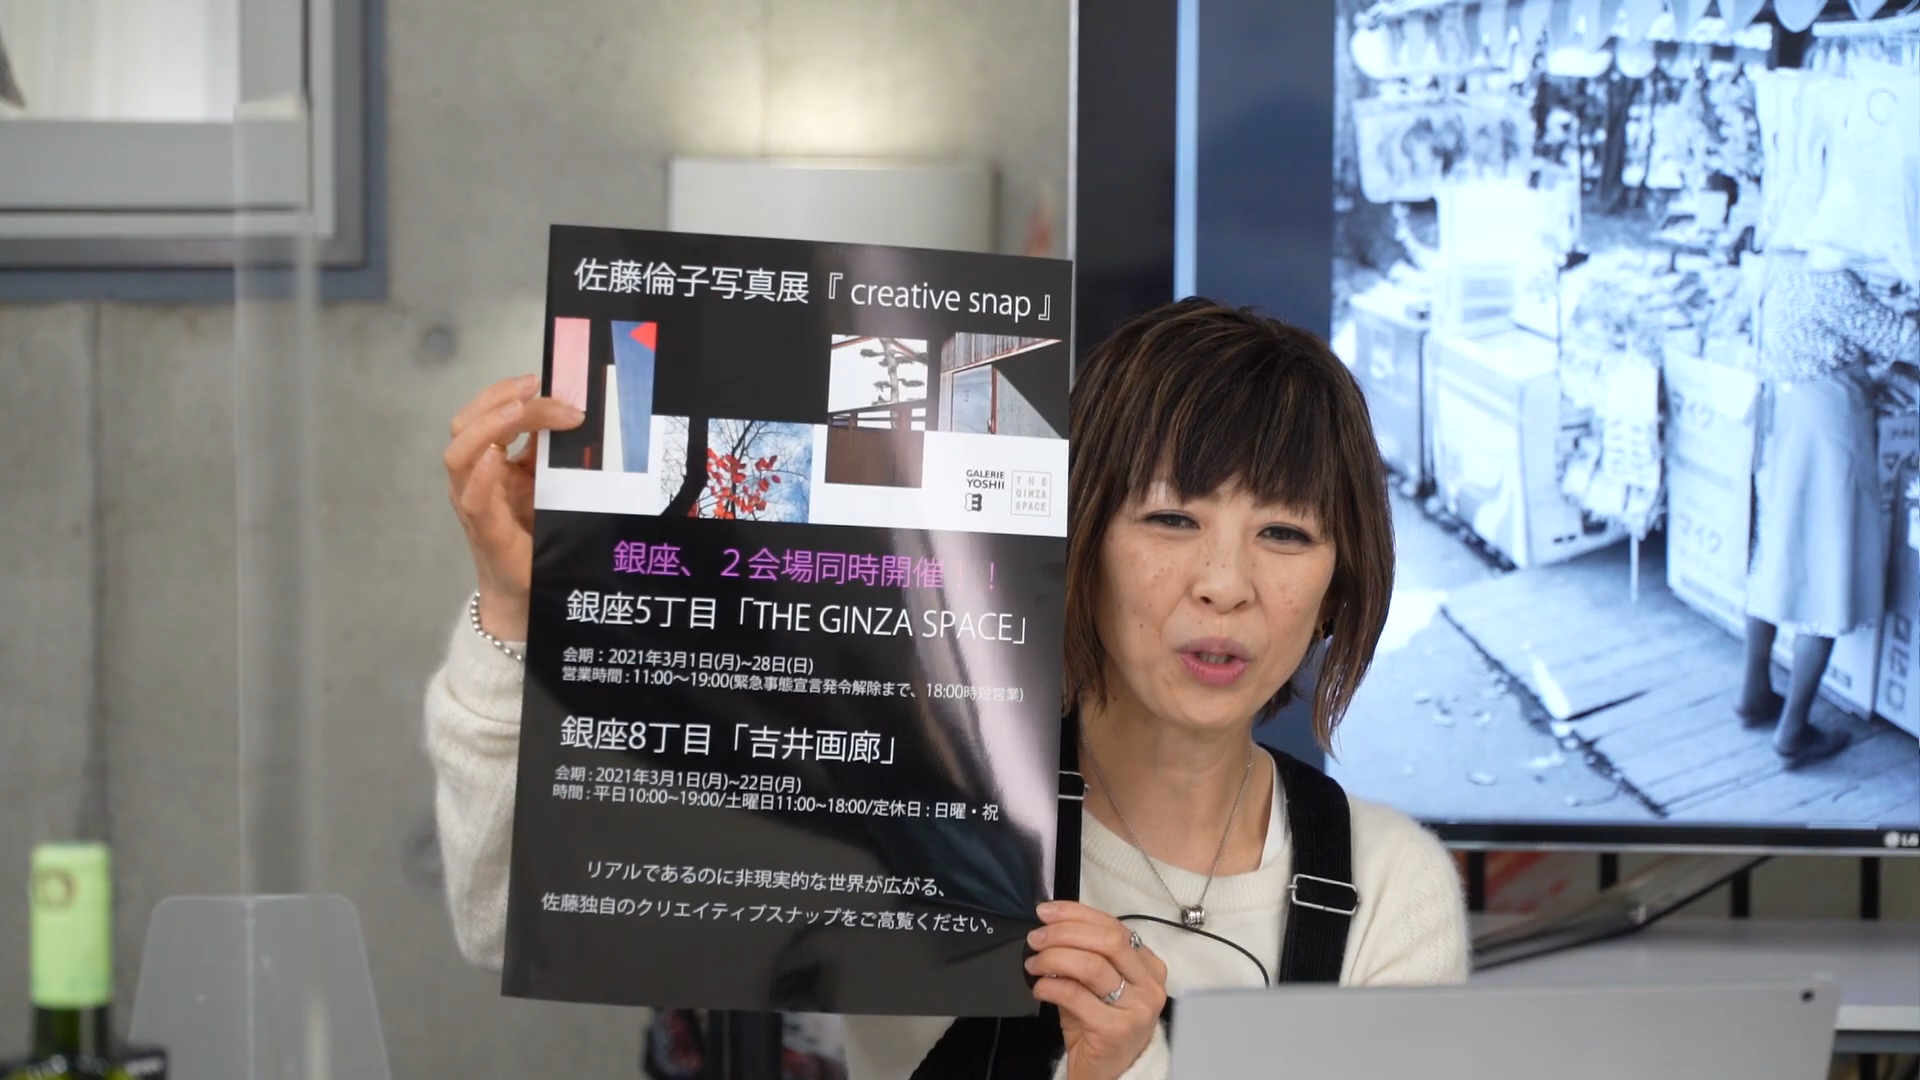 佐藤倫子写真展『 creative snap 』
GALERIE
YOSHII
THE
GINZA
SPACE
銀座、２会場同時開催！！
銀座5丁目「THE GINZA SPACE」
会期：2021年3月1日(月)~28日(日)
営業時間 : 11:00〜19:00(緊急事態宣言発令解除まで、18:00時短営業)
銀座8丁目「吉井画廊」
会期 : 2021年3月1日(月)~22日(月)
時間 : 平日10:00~19:00/土曜日11:00~18:00/定休日 : 日曜・祝
リアルであるのに非現実的な世界が広がる、
佐藤独自のクリエイティブスナップをご高覧ください。
マイク
マイク
LG